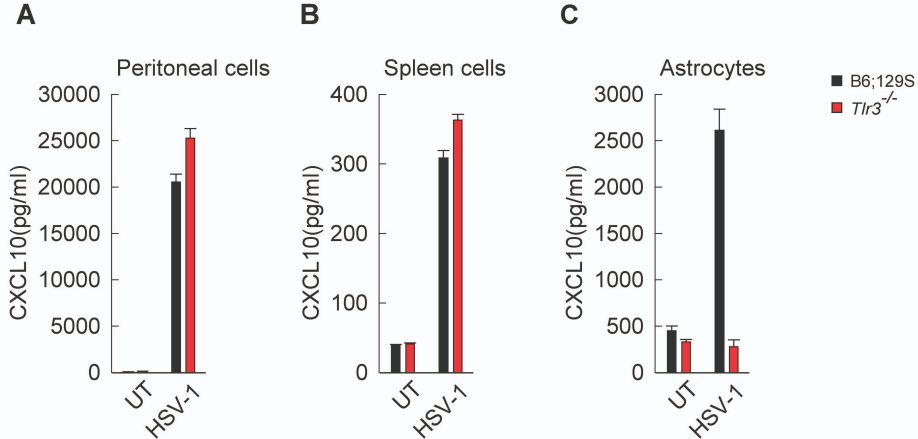 A
B
C
Peritoneal cells
Spleen cells
Astrocytes
B6;129S
Tlr3-/-
CXCL10(pg/ml)
30000
25000
20000
15000
10000
5000
0
UT
HSV-1
CXCL10(pg/ml)
400
300
200
100
0
UT
HSV-1
CXCL10(pg/ml)
3000
2500
2000
1500
1000
500
0
UT
HSV-1